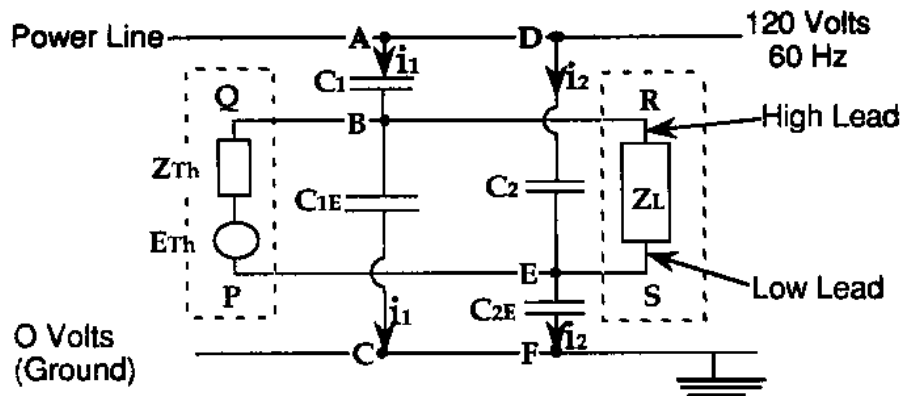 Power Line
A
D
120 Volts
60 Hz
i1
C1
i2
Q
R
High Lead
B
ZTh
C1E
C2
ZL
ETh
E
Low Lead
P
S
i1
C2E
O Volts
(Ground)
C
F
i2